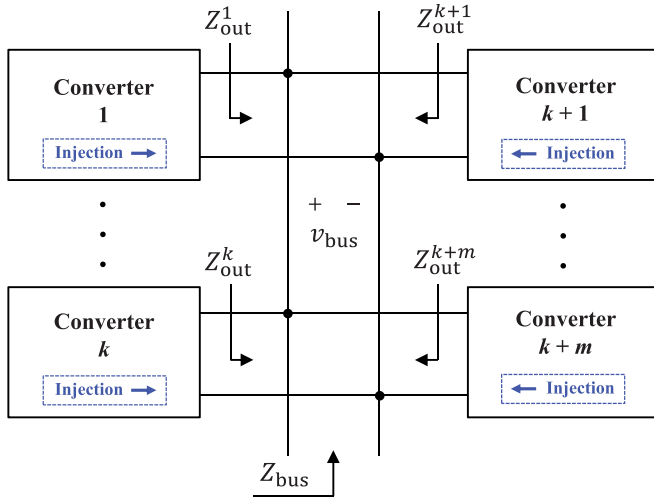 Z_out^1
Z_out^{k+1}
Converter
1
Injection
Converter
k + 1
Injection
+ −
v_bus
Z_out^k
Z_out^{k+m}
Converter
k
Injection
Converter
k + m
Injection
Z_bus